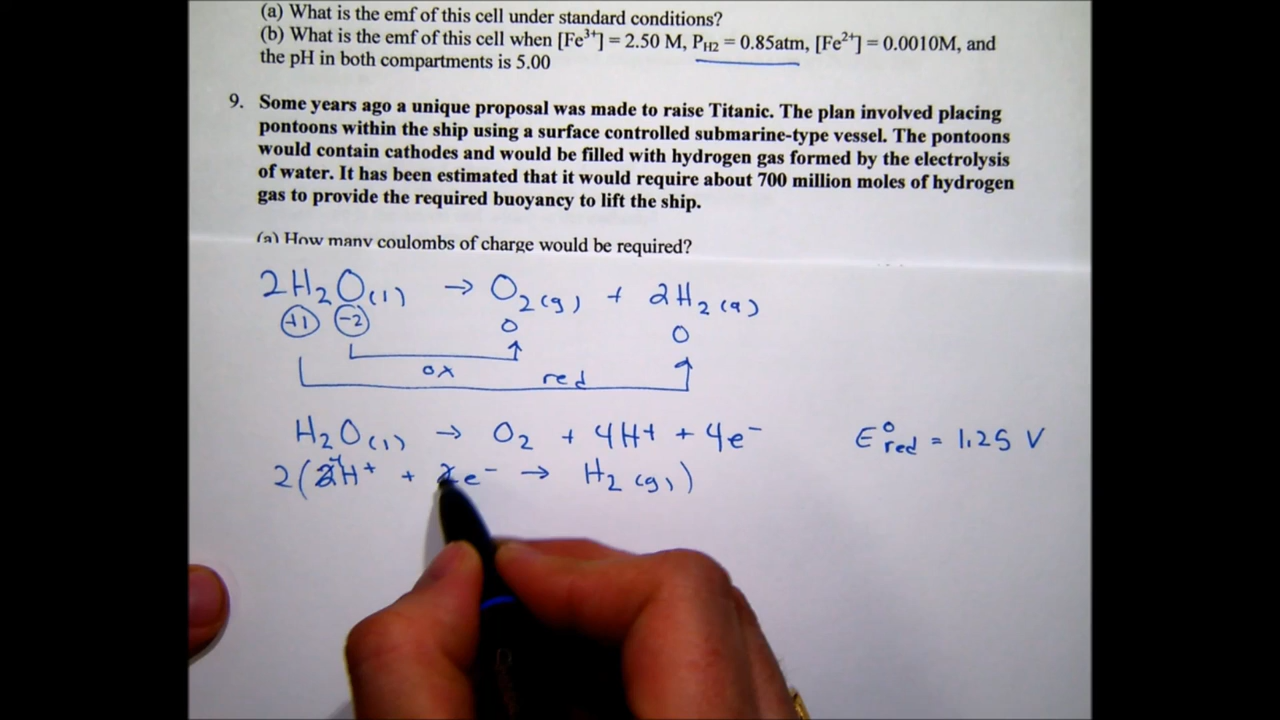 (a) What is the emf of this cell under standard conditions?
(b) What is the emf of this cell when [Fe³⁺] = 2.50 M, P_H2 = 0.85atm, [Fe²⁺] = 0.0010M, and
the pH in both compartments is 5.00
9. Some years ago a unique proposal was made to raise Titanic. The plan involved placing
pontoons within the ship using a surface controlled submarine-type vessel. The pontoons
would contain cathodes and would be filled with hydrogen gas formed by the electrolysis
of water. It has been estimated that it would require about 700 million moles of hydrogen
gas to provide the required buoyancy to lift the ship.
(a) How many coulombs of charge would be required?
2H₂O(l) → O₂(g) + 2H₂(g)
+1 -2 0 0
ox red
H₂O(l) → O₂ + 4H⁺ + 4e⁻ E°red = 1.25 V
2(2H⁺ + 2e⁻ → H₂(g))